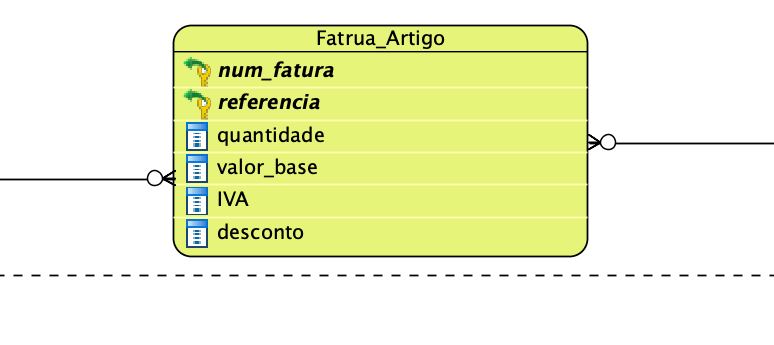 Fatrua_Artigo
num_fatura
referencia
quantidade
valor_base
IVA
desconto